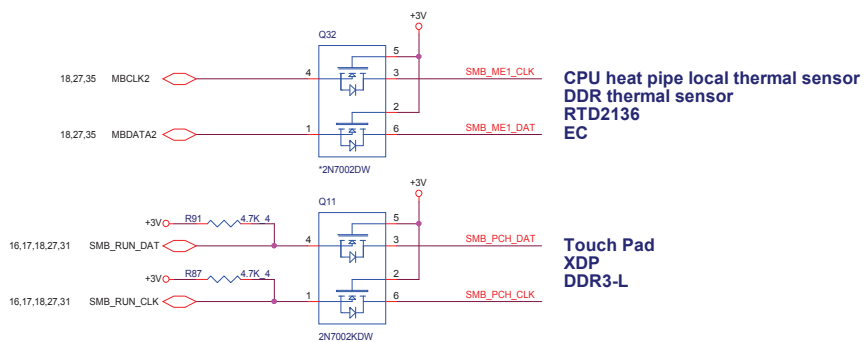 +3V
Q32
5
18,27,35 MBCLK2 4 3 SMB_ME1_CLK
CPU heat pipe local thermal sensor
DDR thermal sensor
RTD2136
EC
2
18,27,35 MBDATA2 1 6 SMB_ME1_DAT
*2N7002DW
+3V
Q11
+3V R91 4.7K_4
5
16,17,18,27,31 SMB_RUN_DAT 4 3 SMB_PCH_DAT
Touch Pad
XDP
DDR3-L
+3V R87 4.7K_4
2
16,17,18,27,31 SMB_RUN_CLK 1 6 SMB_PCH_CLK
2N7002KDW